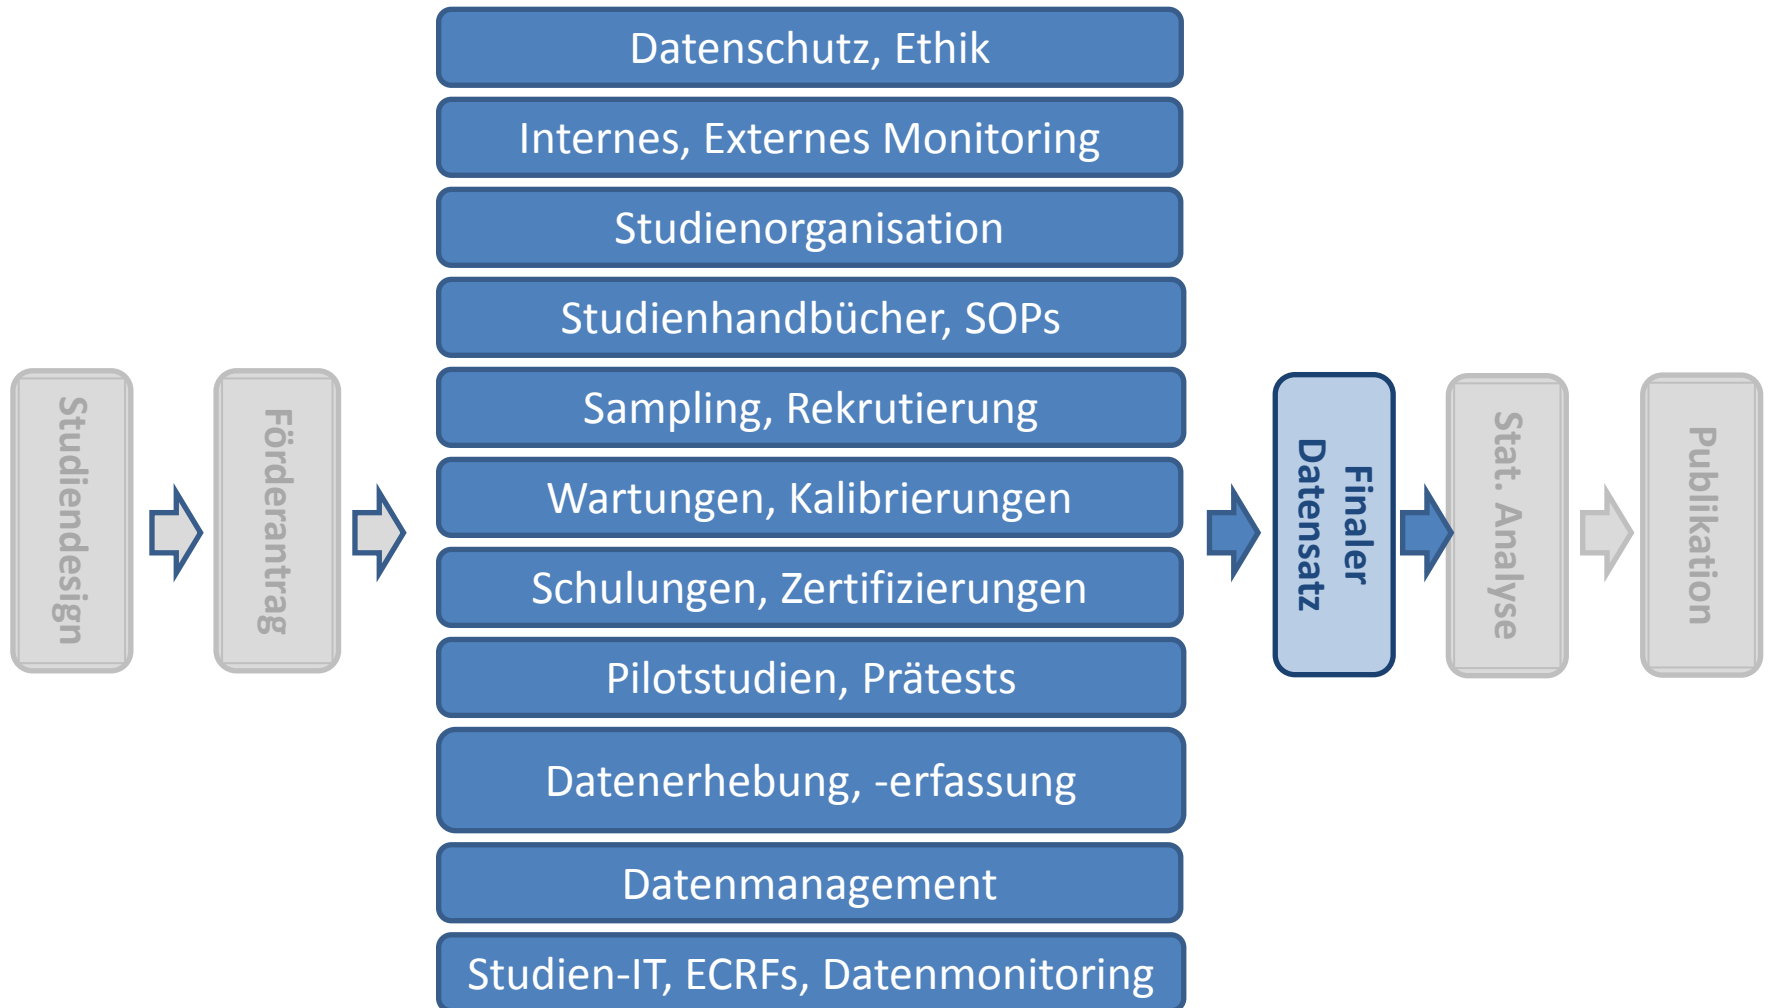 Studiendesign
Förderantrag
Datenschutz, Ethik
Internes, Externes Monitoring
Studienorganisation
Studienhandbücher, SOPs
Sampling, Rekrutierung
Wartungen, Kalibrierungen
Schulungen, Zertifizierungen
Pilotstudien, Prätests
Datenerhebung, -erfassung
Datenmanagement
Studien-IT, ECRFs, Datenmonitoring
Finaler
Datensatz
Stat. Analyse
Publikation